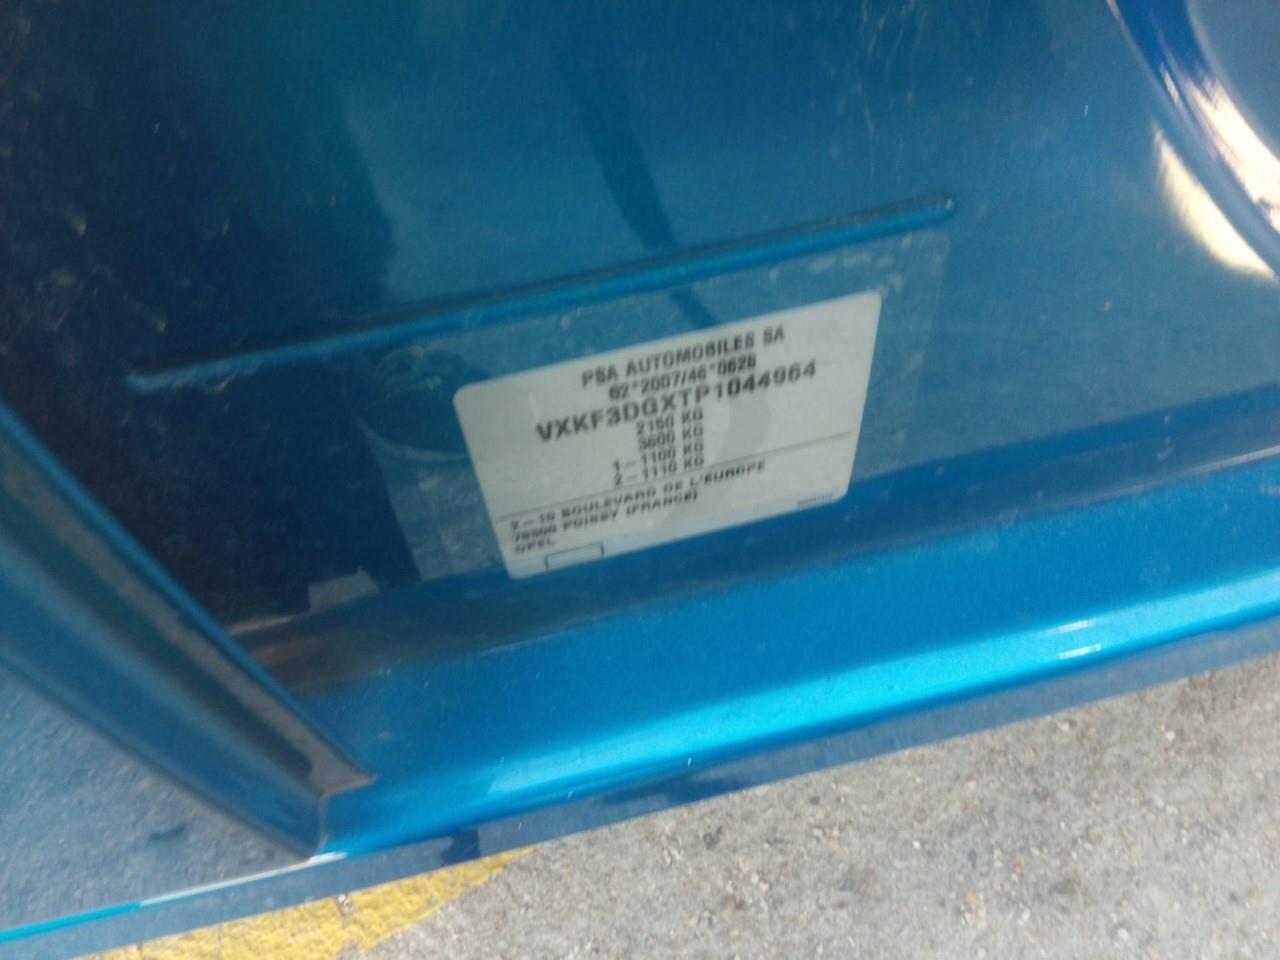 PSA AUTOMOBILES SA
e2*2007/46*0626
VXKF3DGXTP1044964
2150 KG
3600 KG
1-1100 KG
2-1110 KG
2-10 BOULEVARD DE L'EUROPE
78300 POISSY (FRANCE)
OPEL